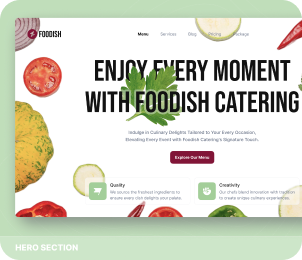 FOODISH
Menu Services Blog Pricing Package
ENJOY EVERY MOMENT
WITH FOODISH CATERING
Indulge in Culinary Delights Tailored to Your Every Occasion,
Elevating Every Event with Foodish Catering's Signature Touch.
Explore Our Menu
Quality
We source the freshest ingredients to
ensure every dish delights your palate.
Creativity
Our chefs blend innovation with tradition
to create unique culinary experiences.
HERO SECTION